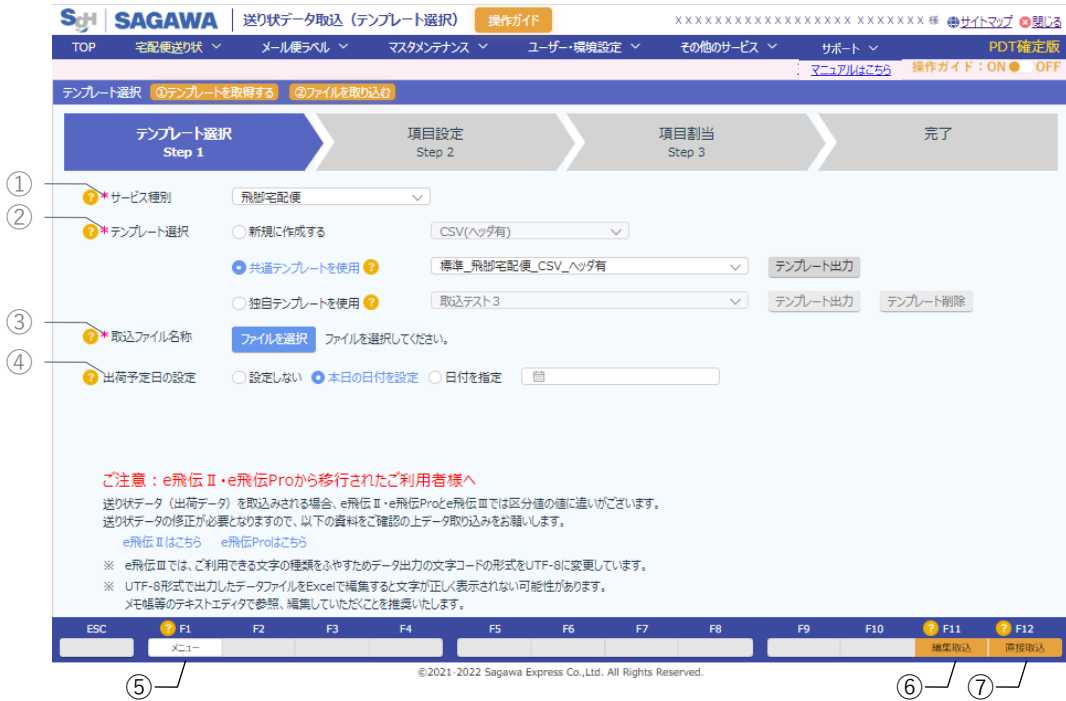 SGH SAGAWA 送り状データ取込（テンプレート選択） 操作ガイド XXXXXXXXXXXXXXXXXXX XXXXXXX 様 サイトマップ 閉じる
TOP 宅配便送り状 メール便ラベル マスタメンテナンス ユーザー・環境設定 その他のサービス サポート PDT確定版
: マニュアルはこちら 操作ガイド：ON OFF
テンプレート選択 ①テンプレートを取得する ②ファイルを取り込む
テンプレート選択 項目設定 項目割当 完了
Step 1 Step 2 Step 3
① ?*サービス種別 飛脚宅配便
② ?*テンプレート選択 新規に作成する CSV(ヘッダ有)
共通テンプレートを使用 ? 標準_飛脚宅配便_CSV_ヘッダ有 テンプレート出力
独自テンプレートを使用 ? 取込テスト3 テンプレート出力 テンプレート削除
③ ?*取込ファイル名称 ファイルを選択 ファイルを選択してください。
④ ?出荷予定日の設定 設定しない 本日の日付を設定 日付を指定
ご注意：e飛伝Ⅱ・e飛伝Proから移行されたご利用者様へ
送り状データ（出荷データ）を取込みされる場合、e飛伝Ⅱ・e飛伝Proとe飛伝Ⅲでは区分値の値に違いがございます。
送り状データの修正が必要となりますので、以下の資料をご確認の上データ取り込みをお願いします。
e飛伝Ⅱはこちら e飛伝Proはこちら
※ e飛伝Ⅲでは、ご利用できる文字の種類をふやすためデータ出力の文字コードの形式をUTF-8に変更しています。
※ UTF-8形式で出力したデータファイルをExcelで編集すると文字が正しく表示されない可能性があります。
メモ帳等のテキストエディタで参照、編集していただくことを推奨いたします。
ESC ? F1 F2 F3 F4 F5 F6 F7 F8 F9 F10 ? F11 ? F12
メニュー 編集取込 直接取込
©2021-2022 Sagawa Express Co.,Ltd. All Rights Reserved.
⑤ ⑥ ⑦